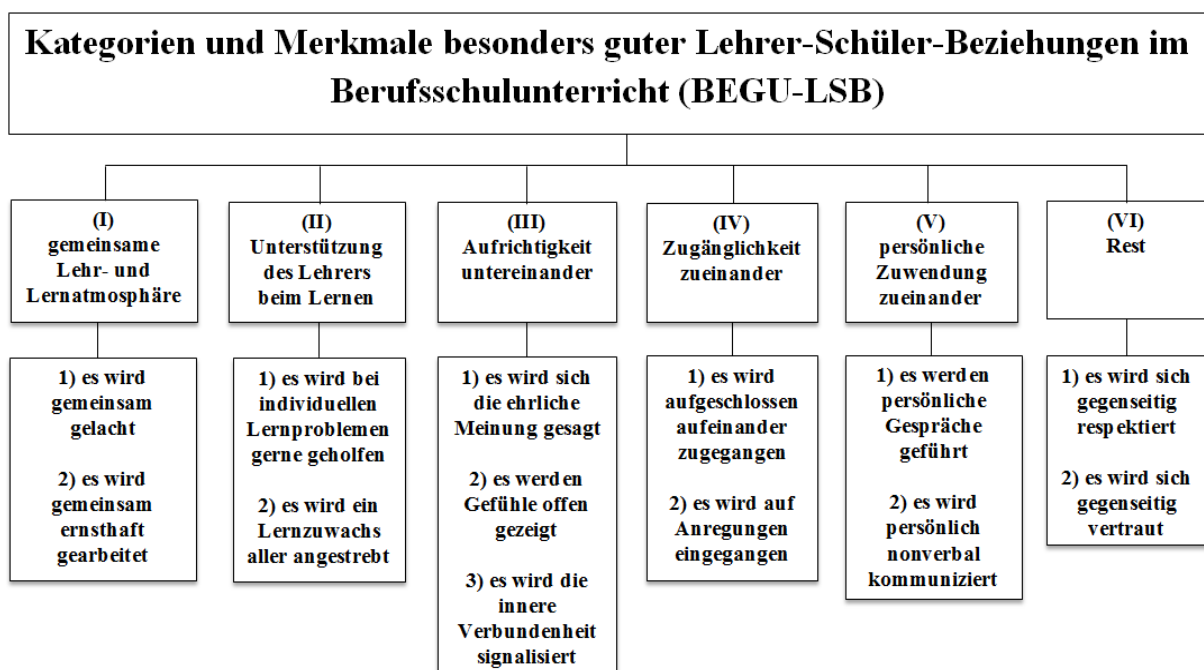 Kategorien und Merkmale besonders guter Lehrer-Schüler-Beziehungen im
Berufsschulunterricht (BEGU-LSB)
(I)
gemeinsame
Lehr- und
Lernatmosphäre
(II)
Unterstützung
des Lehrers
beim Lernen
(III)
Aufrichtigkeit
untereinander
(IV)
Zugänglichkeit
zueinander
(V)
persönliche
Zuwendung
zueinander
(VI)
Rest
1) es wird
gemeinsam
gelacht
2) es wird
gemeinsam
ernsthaft
gearbeitet
1) es wird bei
individuellen
Lernproblemen
gerne geholfen
2) es wird ein
Lernzuwachs
aller angestrebt
1) es wird sich
die ehrliche
Meinung gesagt
2) es werden
Gefühle offen
gezeigt
3) es wird die
innere
Verbundenheit
signalisiert
1) es wird
aufgeschlossen
aufeinander
zugegangen
2) es wird auf
Anregungen
eingegangen
1) es werden
persönliche
Gespräche
geführt
2) es wird
persönlich
nonverbal
kommuniziert
1) es wird sich
gegenseitig
respektiert
2) es wird sich
gegenseitig
vertraut